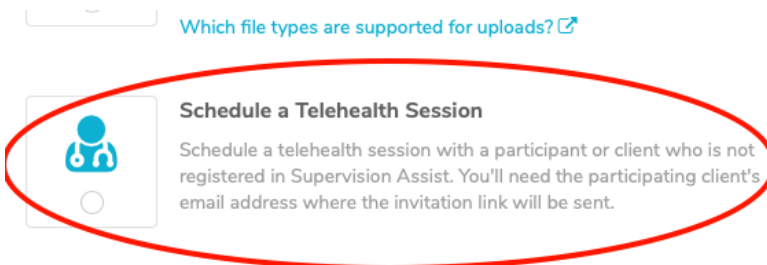 Which file types are supported for uploads?
Schedule a Telehealth Session
Schedule a telehealth session with a participant or client who is not
registered in Supervision Assist. You'll need the participating client's
email address where the invitation link will be sent.